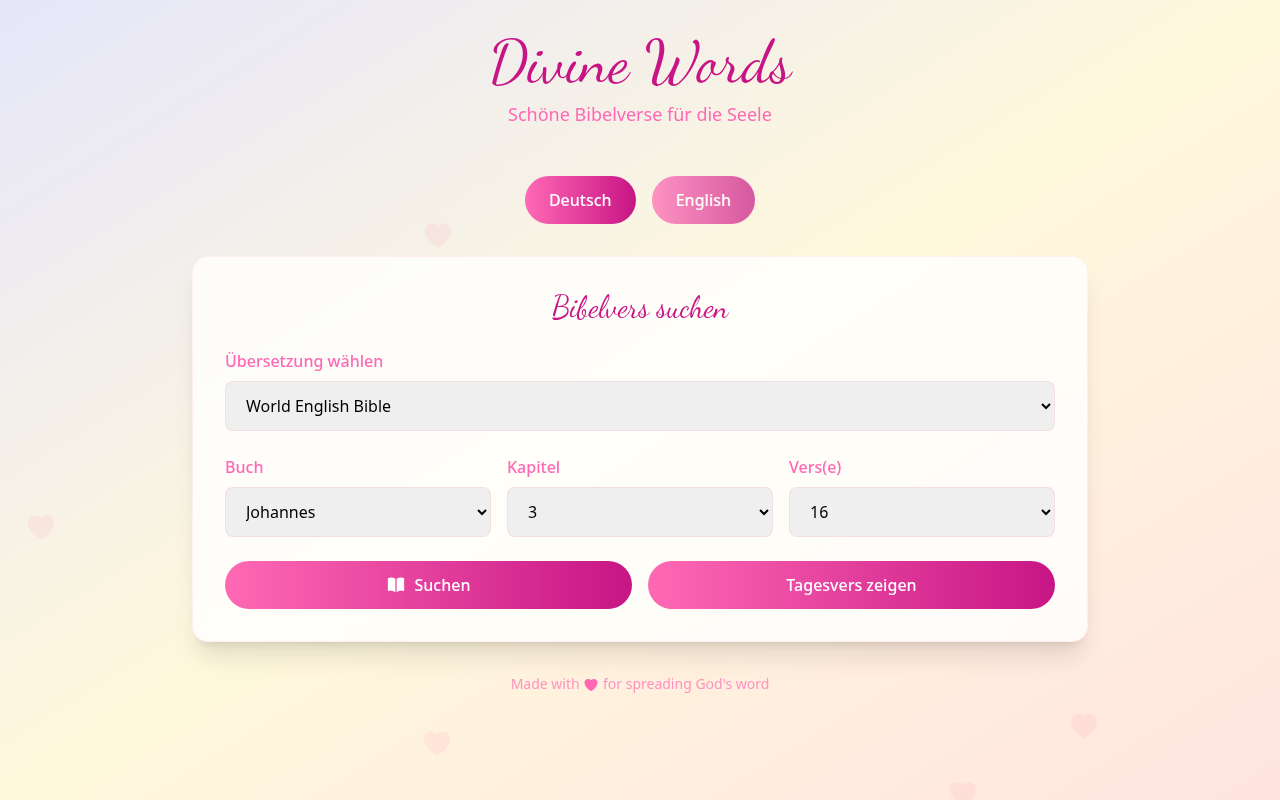 Divine Words
Schöne Bibelverse für die Seele
Deutsch
English
Bibelvers suchen
Übersetzung wählen
World English Bible
Buch
Kapitel
Vers(e)
Johannes
3
16
Suchen
Tagesvers zeigen
Made with for spreading God's word